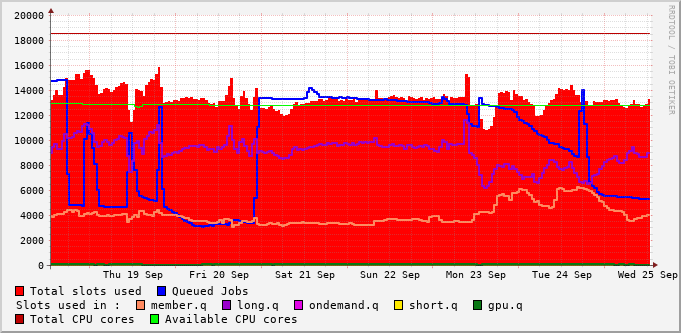 20000
18000
16000
14000
12000
10000
8000
6000
4000
2000
0
Thu 19 Sep Fri 20 Sep Sat 21 Sep Sun 22 Sep Mon 23 Sep Tue 24 Sep Wed 25 Sep
RRDTOOL / TOBI OETIKER
Total slots used Queued Jobs
Slots used in : member.q long.q ondemand.q short.q gpu.q
Total CPU cores Available CPU cores